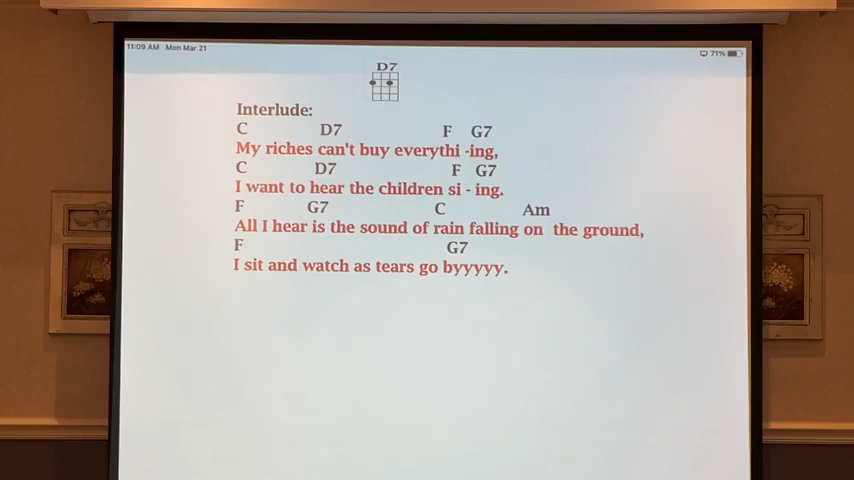 11:09 AM Mon Mar 21
71%
D7
Interlude:
C D7 F G7
My riches can't buy everythi -ing,
C D7 F G7
I want to hear the children si - ing.
F G7 C Am
All I hear is the sound of rain falling on the ground,
F G7
I sit and watch as tears go byyyyy.